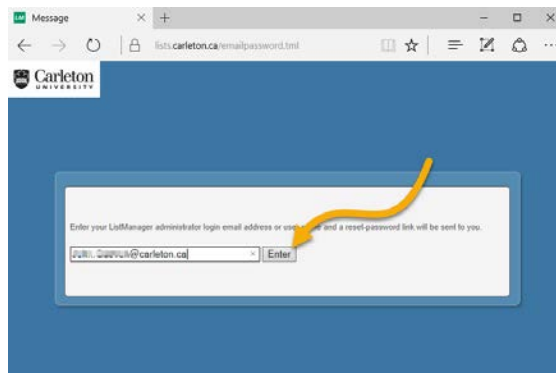 Message
lists.carleton.ca/emailpassword.tml
Carleton
UNIVERSITY
Enter your ListManager administrator login email address or and a reset-password link will be sent to you.
@carleton.ca
Enter